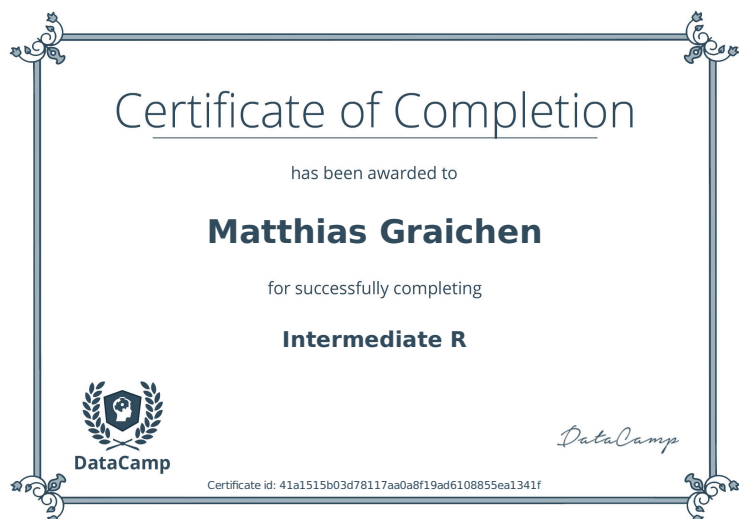 Certificate of Completion
has been awarded to
Matthias Graichen
for successfully completing
Intermediate R
DataCamp
DataCamp
Certificate id: 41a1515b03d78117aa0a8f19ad6108855ea1341f